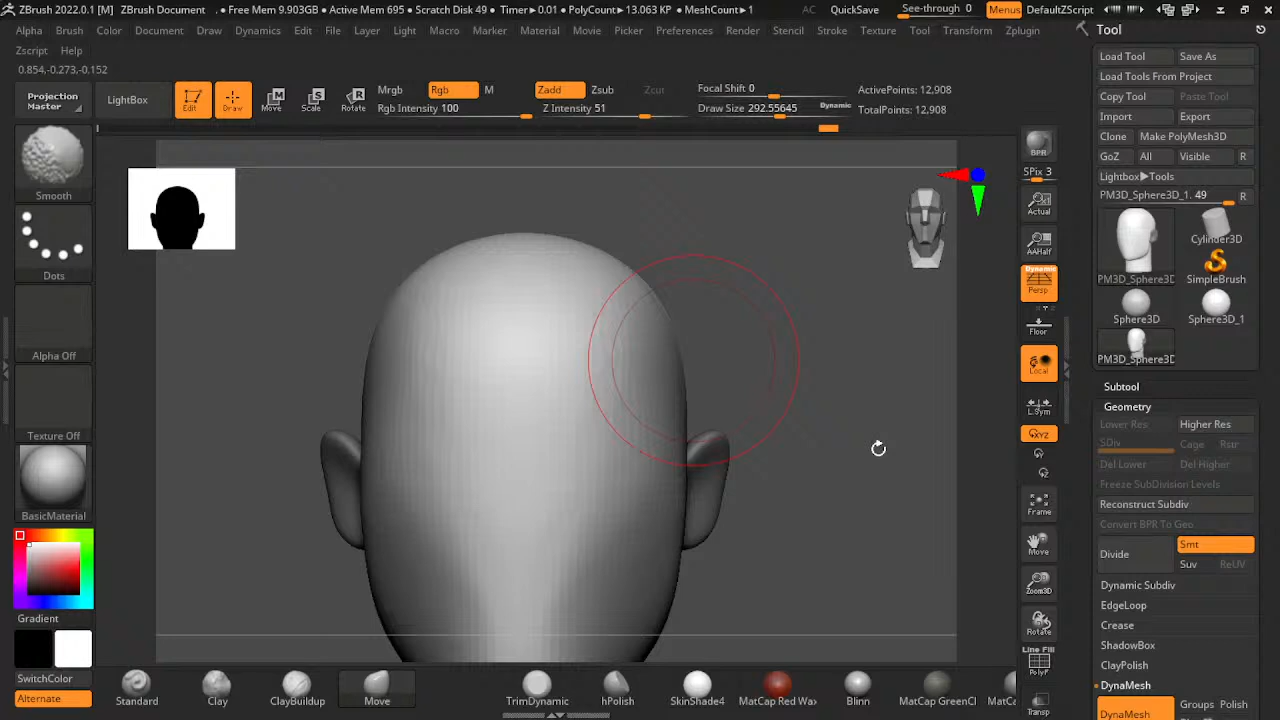 ZBrush 2022.0.1 [M] ZBrush Document . • Free Mem 9.903GB • Active Mem 695 • Scratch Disk 49 • Timer▶0.01 • PolyCount▶13.063 KP • MeshCount▶1 AC QuickSave See-through 0 Menus DefaultZScript
Alpha Brush Color Document Draw Dynamics Edit File Layer Light Macro Marker Material Movie Picker Preferences Render Stencil Stroke Texture Tool Transform Zplugin
Zscript Help
0.854,-0.273,-0.152
Projection Master
LightBox
Edit
Draw
Move
Scale
Rotate
Mrgb Rgb M
Rgb Intensity 100
Zadd Zsub Zcut
Z Intensity 51
Focal Shift 0
Draw Size 292.55645 Dynamic
ActivePoints: 12,908
TotalPoints: 12,908
Smooth
Dots
Alpha Off
Texture Off
BasicMaterial
Gradient
SwitchColor
Alternate
Standard
Clay
ClayBuildup
Move
TrimDynamic
hPolish
SkinShade4
MatCap Red Wax
Blinn
MatCap GreenCl
MatC
BPR
SPix 3
Actual
AAHalf
Dynamic
Persp
Floor
Local
L.Sym
XYZ
Frame
Move
Zoom3D
Rotate
Line Fill
PolyF
Transp
Tool
Load Tool Save As
Load Tools From Project
Copy Tool Paste Tool
Import Export
Clone Make PolyMesh3D
GoZ All Visible R
Lightbox▶Tools
PM3D_Sphere3D_1. 49 R
PM3D_Sphere3D
Cylinder3D
SimpleBrush
Sphere3D
Sphere3D_1
PM3D_Sphere3D
Subtool
Geometry
Lower Res Higher Res
SDiv Cage Rstr
Del Lower Del Higher
Freeze SubDivision Levels
Reconstruct Subdiv
Convert BPR To Geo
Divide Smt
Suv ReUV
Dynamic Subdiv
EdgeLoop
Crease
ShadowBox
ClayPolish
DynaMesh
DynaMesh Groups Polish